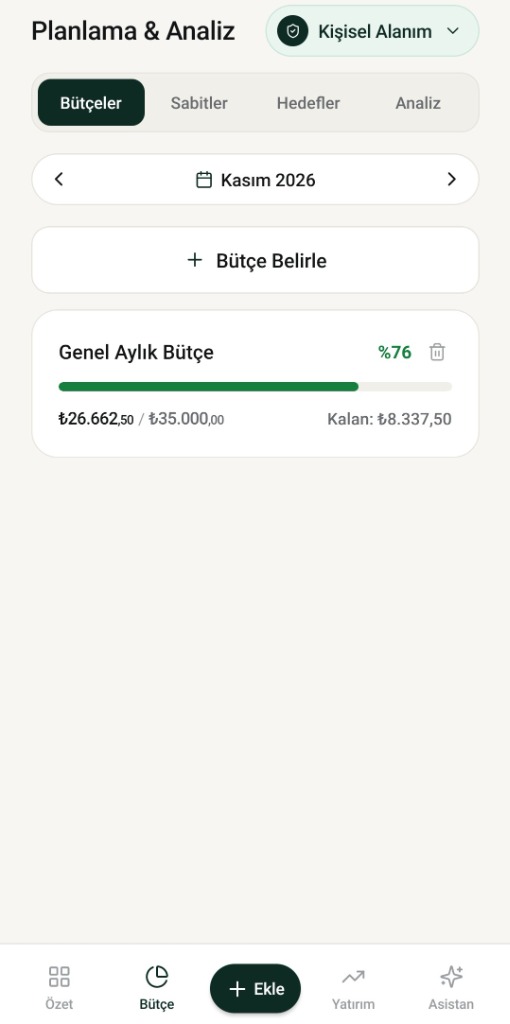 Planlama & Analiz
Kişisel Alanım
Bütçeler Sabitler Hedefler Analiz
Kasım 2026
+ Bütçe Belirle
Genel Aylık Bütçe %76
₺26.662,50 / ₺35.000,00 Kalan: ₺8.337,50
Özet Bütçe + Ekle Yatırım Asistan